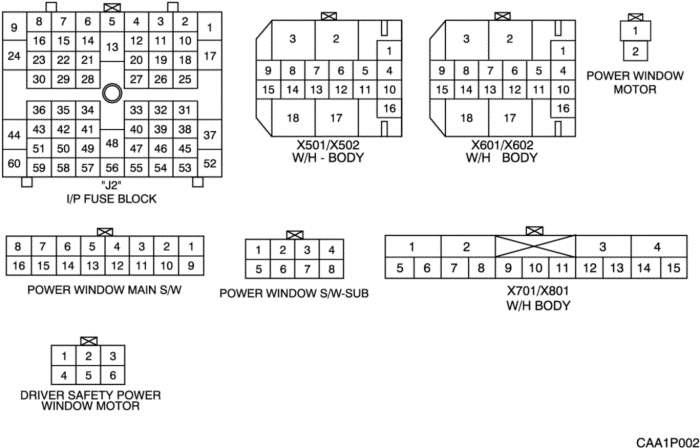 9 8 7 6 5 4 3 2 1
16 15 14 13 12 11 10
24 23 22 21 20 19 18 17
30 29 28 27 26 25
36 35 34 33 32 31
44 43 42 41 40 39 38 37
51 50 49 48 47 46 45
60 59 58 57 56 55 54 53 52
"J2"
I/P FUSE BLOCK
3 2
1
9 8 7 6 5 4
15 14 13 12 11 10
16
18 17
X501/X502
W/H - BODY
3 2
1
9 8 7 6 5 4
15 14 13 12 11 10
16
18 17
X601/X602
W/H BODY
1
2
POWER WINDOW
MOTOR
8 7 6 5 4 3 2 1
16 15 14 13 12 11 10 9
POWER WINDOW MAIN S/W
1 2 3 4
5 6 7 8
POWER WINDOW S/W-SUB
1 2 3 4
5 6 7 8 9 10 11 12 13 14 15
X701/X801
W/H BODY
1 2 3
4 5 6
DRIVER SAFETY POWER
WINDOW MOTOR
CAA1P002